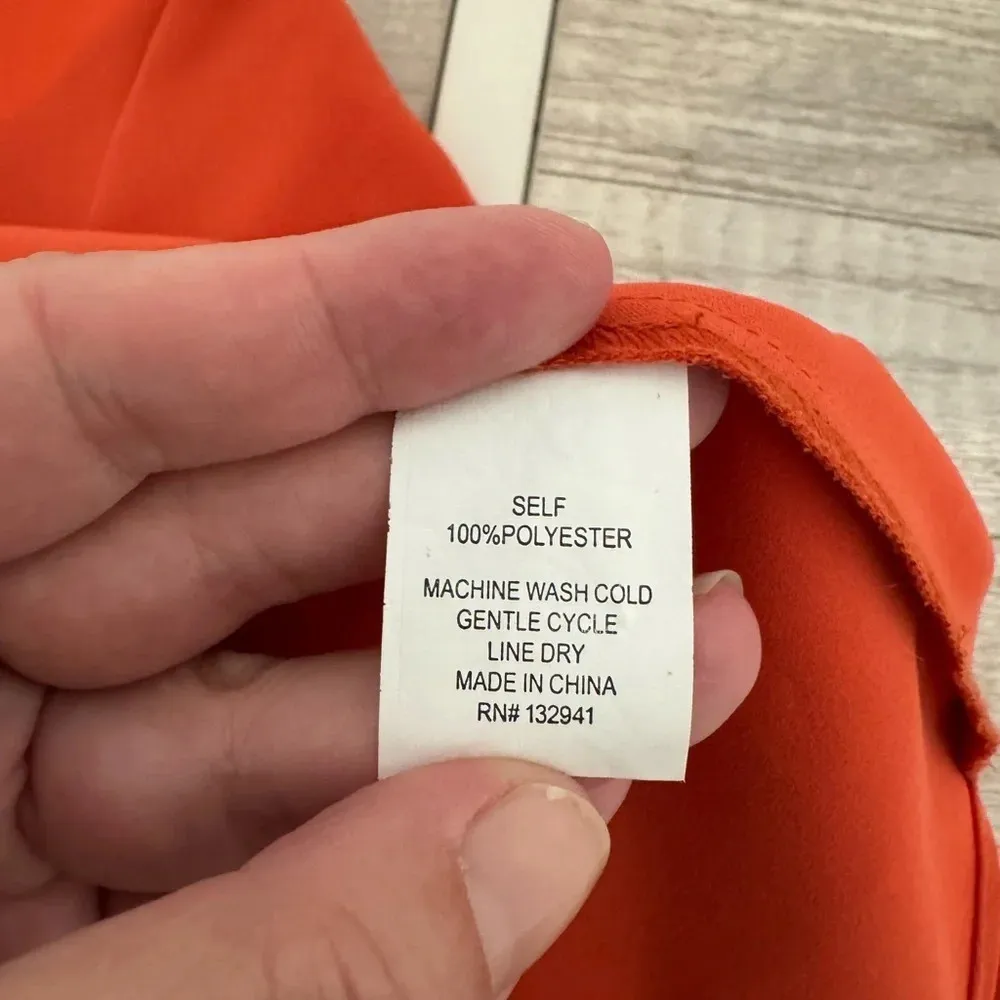 SELF
100%POLYESTER
MACHINE WASH COLD
GENTLE CYCLE
LINE DRY
MADE IN CHINA
RN# 132941